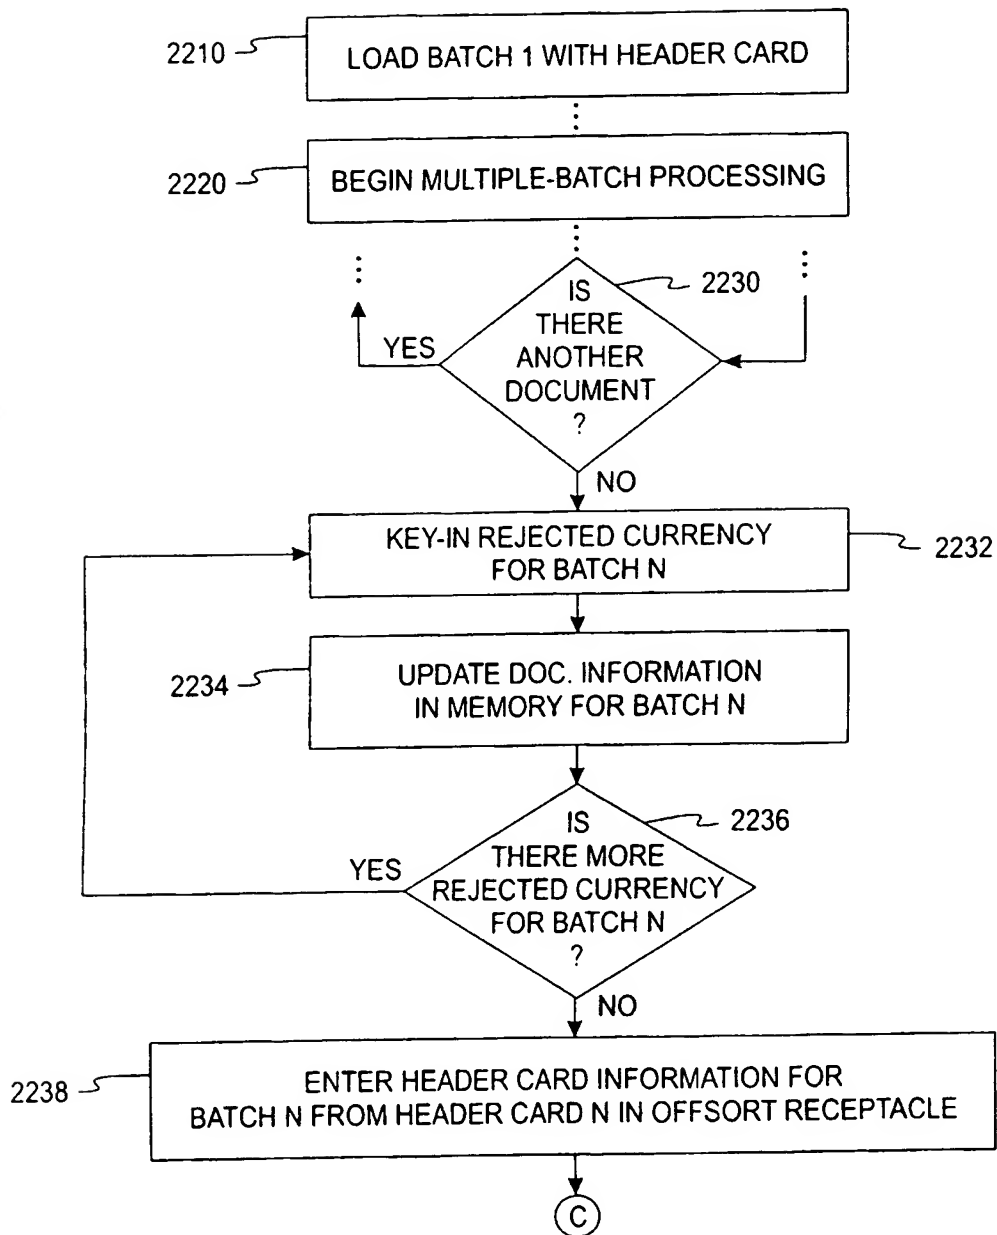 2210
LOAD BATCH 1 WITH HEADER CARD
2220
BEGIN MULTIPLE-BATCH PROCESSING
2230
IS
THERE
ANOTHER
DOCUMENT
?
YES
NO
KEY-IN REJECTED CURRENCY
FOR BATCH N
2232
2234
UPDATE DOC. INFORMATION
IN MEMORY FOR BATCH N
2236
IS
THERE MORE
REJECTED CURRENCY
FOR BATCH N
?
YES
NO
2238
ENTER HEADER CARD INFORMATION FOR
BATCH N FROM HEADER CARD N IN OFFSORT RECEPTACLE
C